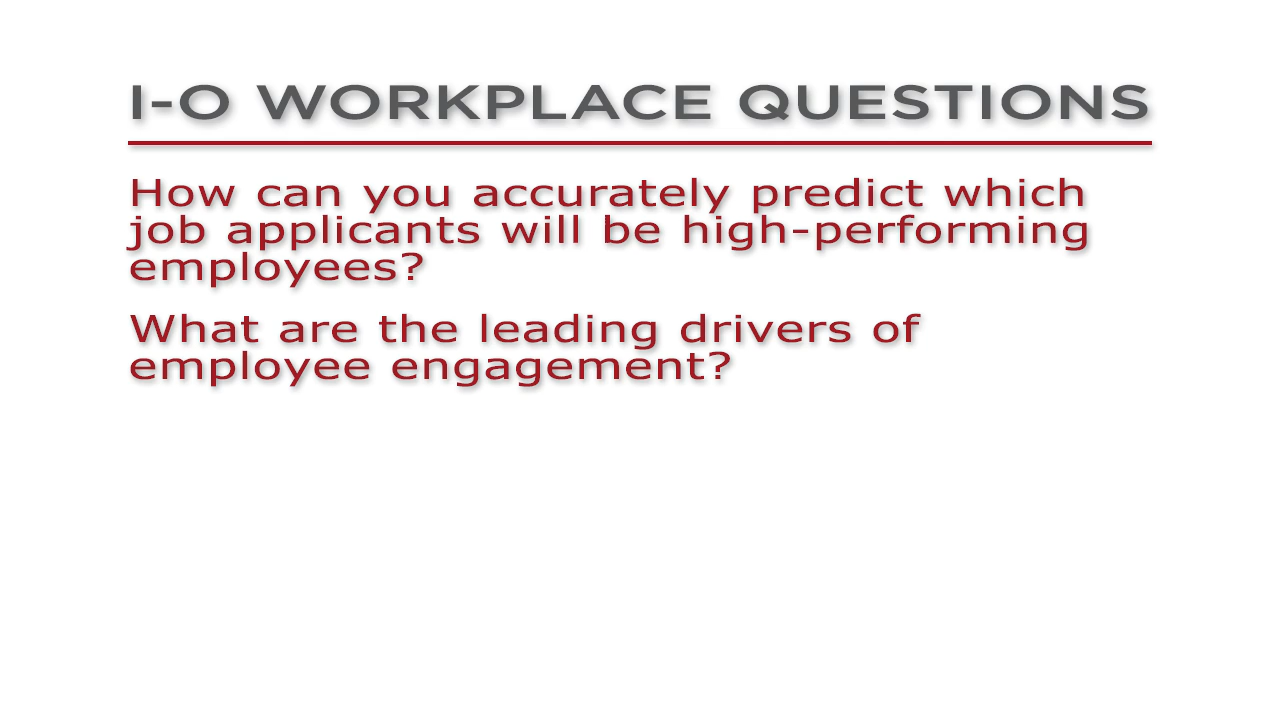 I-O WORKPLACE QUESTIONS
How can you accurately predict which
job applicants will be high-performing
employees?
What are the leading drivers of
employee engagement?